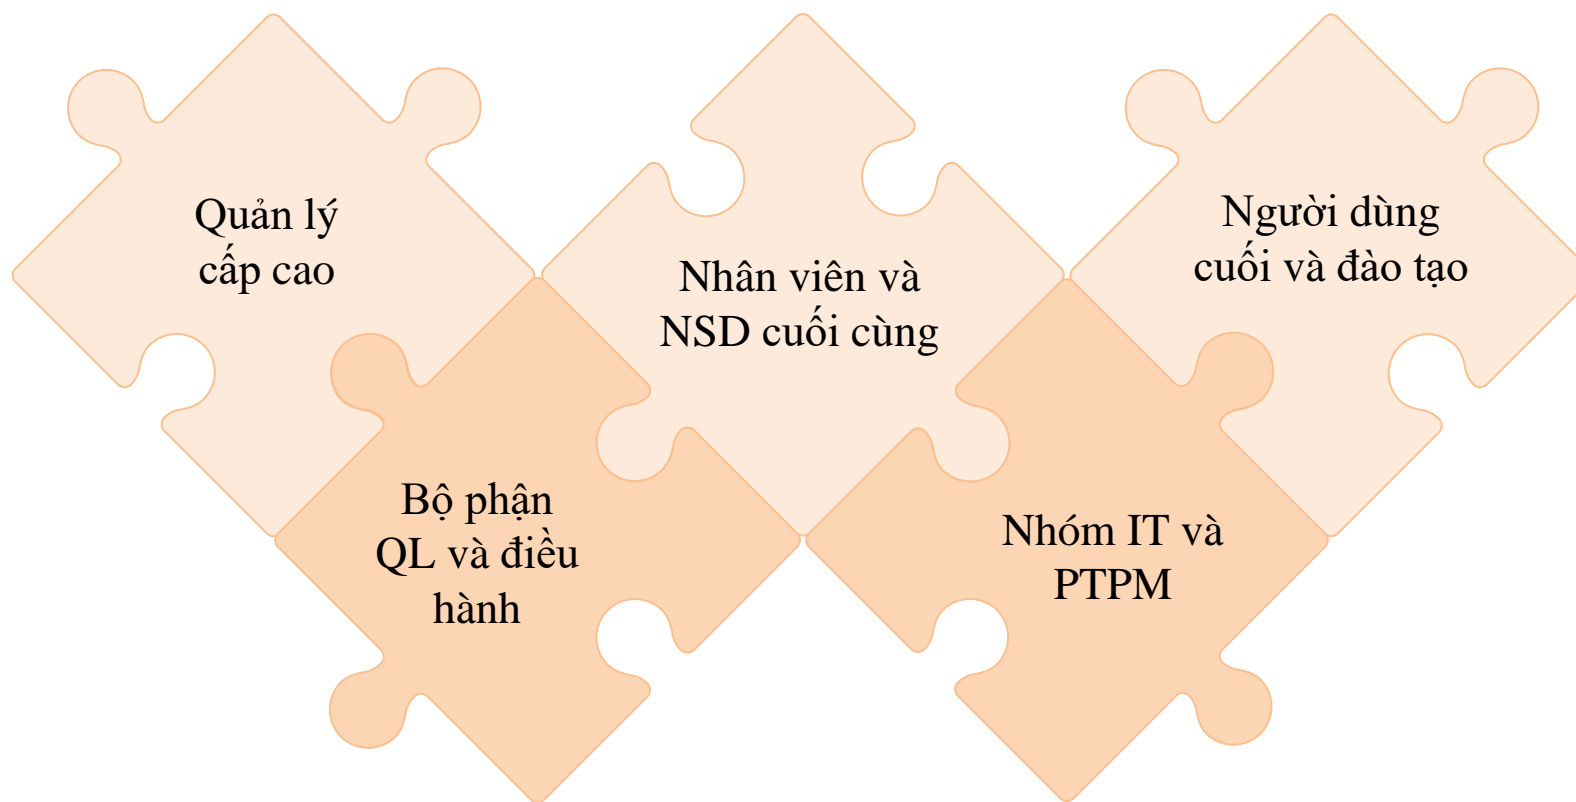 Quản lý
cấp cao
Bộ phận
QL và điều
hành
Nhân viên và
NSD cuối cùng
Nhóm IT và
PTPM
Người dùng
cuối và đào tạo